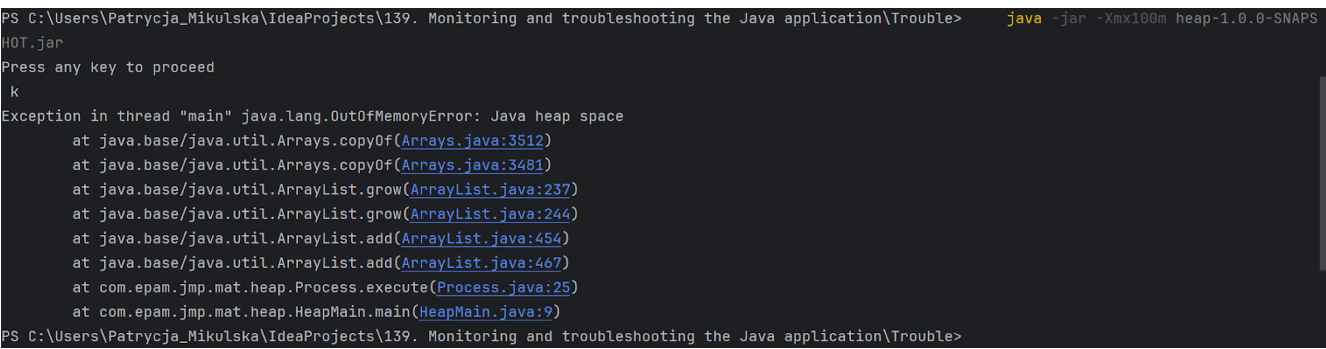 PS C:\Users\Patrycja_Mikulska\IdeaProjects\139. Monitoring and troubleshooting the Java application\Trouble>     java -jar -Xmx100m heap-1.0.0-SNAPS
HOT.jar
Press any key to proceed
 k
Exception in thread "main" java.lang.OutOfMemoryError: Java heap space
        at java.base/java.util.Arrays.copyOf(Arrays.java:3512)
        at java.base/java.util.Arrays.copyOf(Arrays.java:3481)
        at java.base/java.util.ArrayList.grow(ArrayList.java:237)
        at java.base/java.util.ArrayList.grow(ArrayList.java:244)
        at java.base/java.util.ArrayList.add(ArrayList.java:454)
        at java.base/java.util.ArrayList.add(ArrayList.java:467)
        at com.epam.jmp.mat.heap.Process.execute(Process.java:25)
        at com.epam.jmp.mat.heap.HeapMain.main(HeapMain.java:9)
PS C:\Users\Patrycja_Mikulska\IdeaProjects\139. Monitoring and troubleshooting the Java application\Trouble>